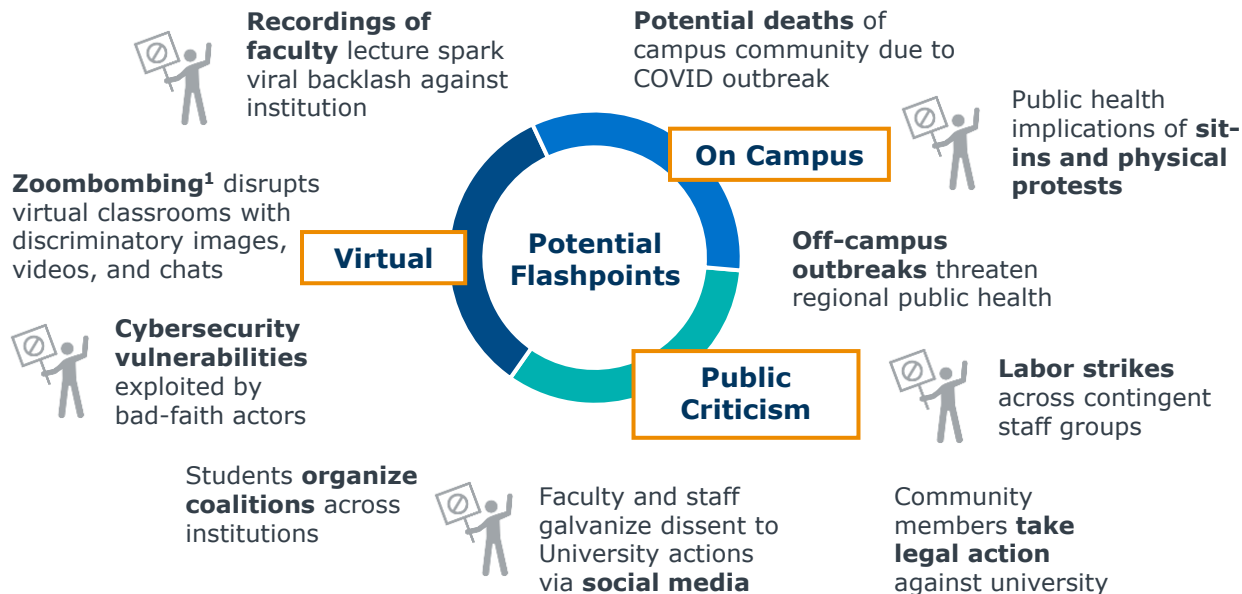 Recordings of
faculty lecture spark
viral backlash against
institution
Potential deaths of
campus community due to
COVID outbreak
Public health
implications of sit-
ins and physical
protests
On Campus
Zoombombing¹ disrupts
virtual classrooms with
discriminatory images,
videos, and chats
Virtual
Potential
Flashpoints
Off-campus
outbreaks threaten
regional public health
Cybersecurity
vulnerabilities
exploited by
bad-faith actors
Public
Criticism
Labor strikes
across contingent
staff groups
Students organize
coalitions across
institutions
Faculty and staff
galvanize dissent to
University actions
via social media
Community
members take
legal action
against university